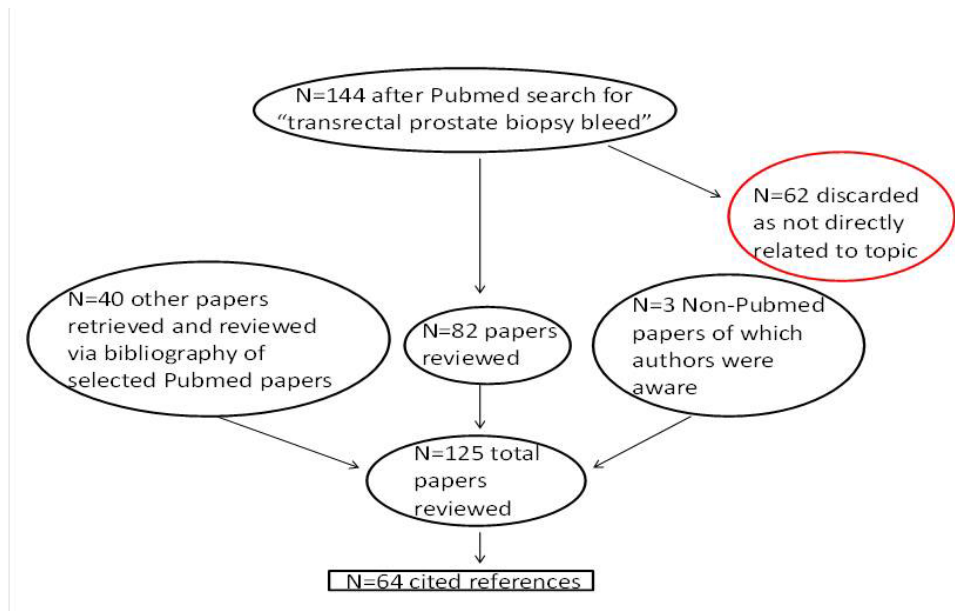 N=144 after Pubmed search for
“transrectal prostate biopsy bleed”
N=62 discarded
as not directly
related to topic
N=40 other papers
retrieved and reviewed
via bibliography of
selected Pubmed papers
N=82 papers
reviewed
N=3 Non-Pubmed
papers of which
authors were
aware
N=125 total
papers
reviewed
N=64 cited references